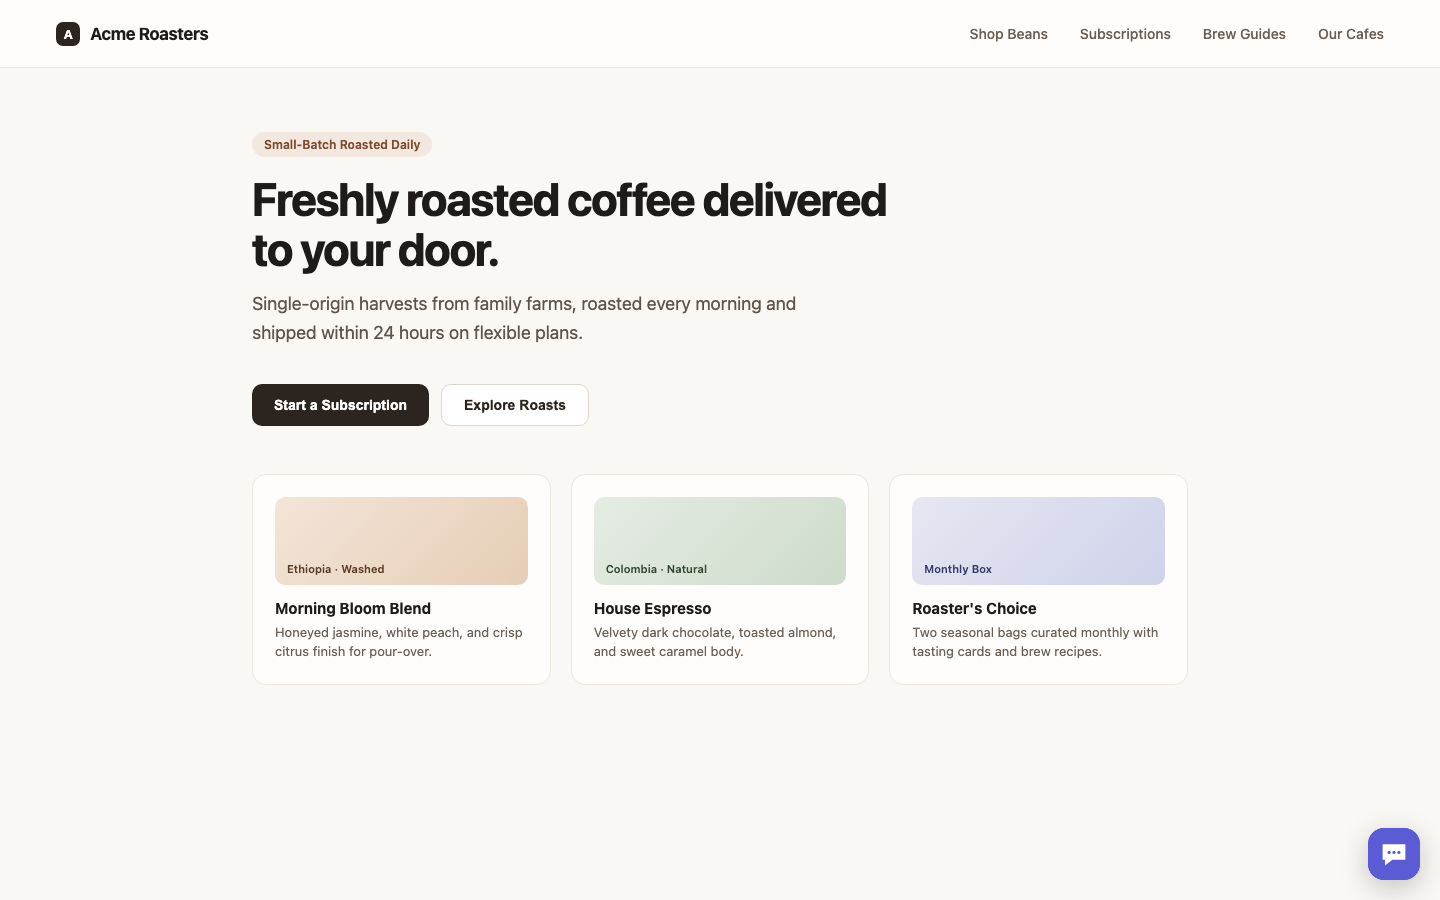 A Acme Roasters
Shop Beans Subscriptions Brew Guides Our Cafes
Small-Batch Roasted Daily
Freshly roasted coffee delivered
to your door.
Single-origin harvests from family farms, roasted every morning and
shipped within 24 hours on flexible plans.
Start a Subscription
Explore Roasts
Ethiopia · Washed
Morning Bloom Blend
Honeyed jasmine, white peach, and crisp
citrus finish for pour-over.
Colombia · Natural
House Espresso
Velvety dark chocolate, toasted almond,
and sweet caramel body.
Monthly Box
Roaster's Choice
Two seasonal bags curated monthly with
tasting cards and brew recipes.